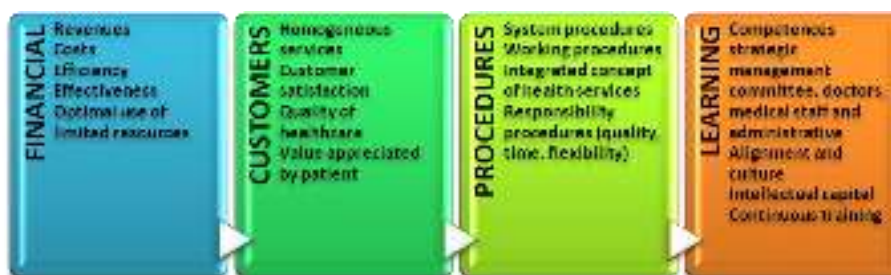 FINANCIAL
Revenues
Costs
Efficiency
Effectiveness
Optimal use of
limited resources
CUSTOMERS
Homogeneous
services
Customer
satisfaction
Quality of
healthcare
Value appreciated
by patient
PROCEDURES
System procedures
Working procedures
Integrated concept
of health services
Responsibility
procedures (quality,
time, flexibility)
LEARNING
Competences
strategic
management
committee, doctors
medical staff and
administrative
Alignment and
culture
Intellectual capital
Continuous training